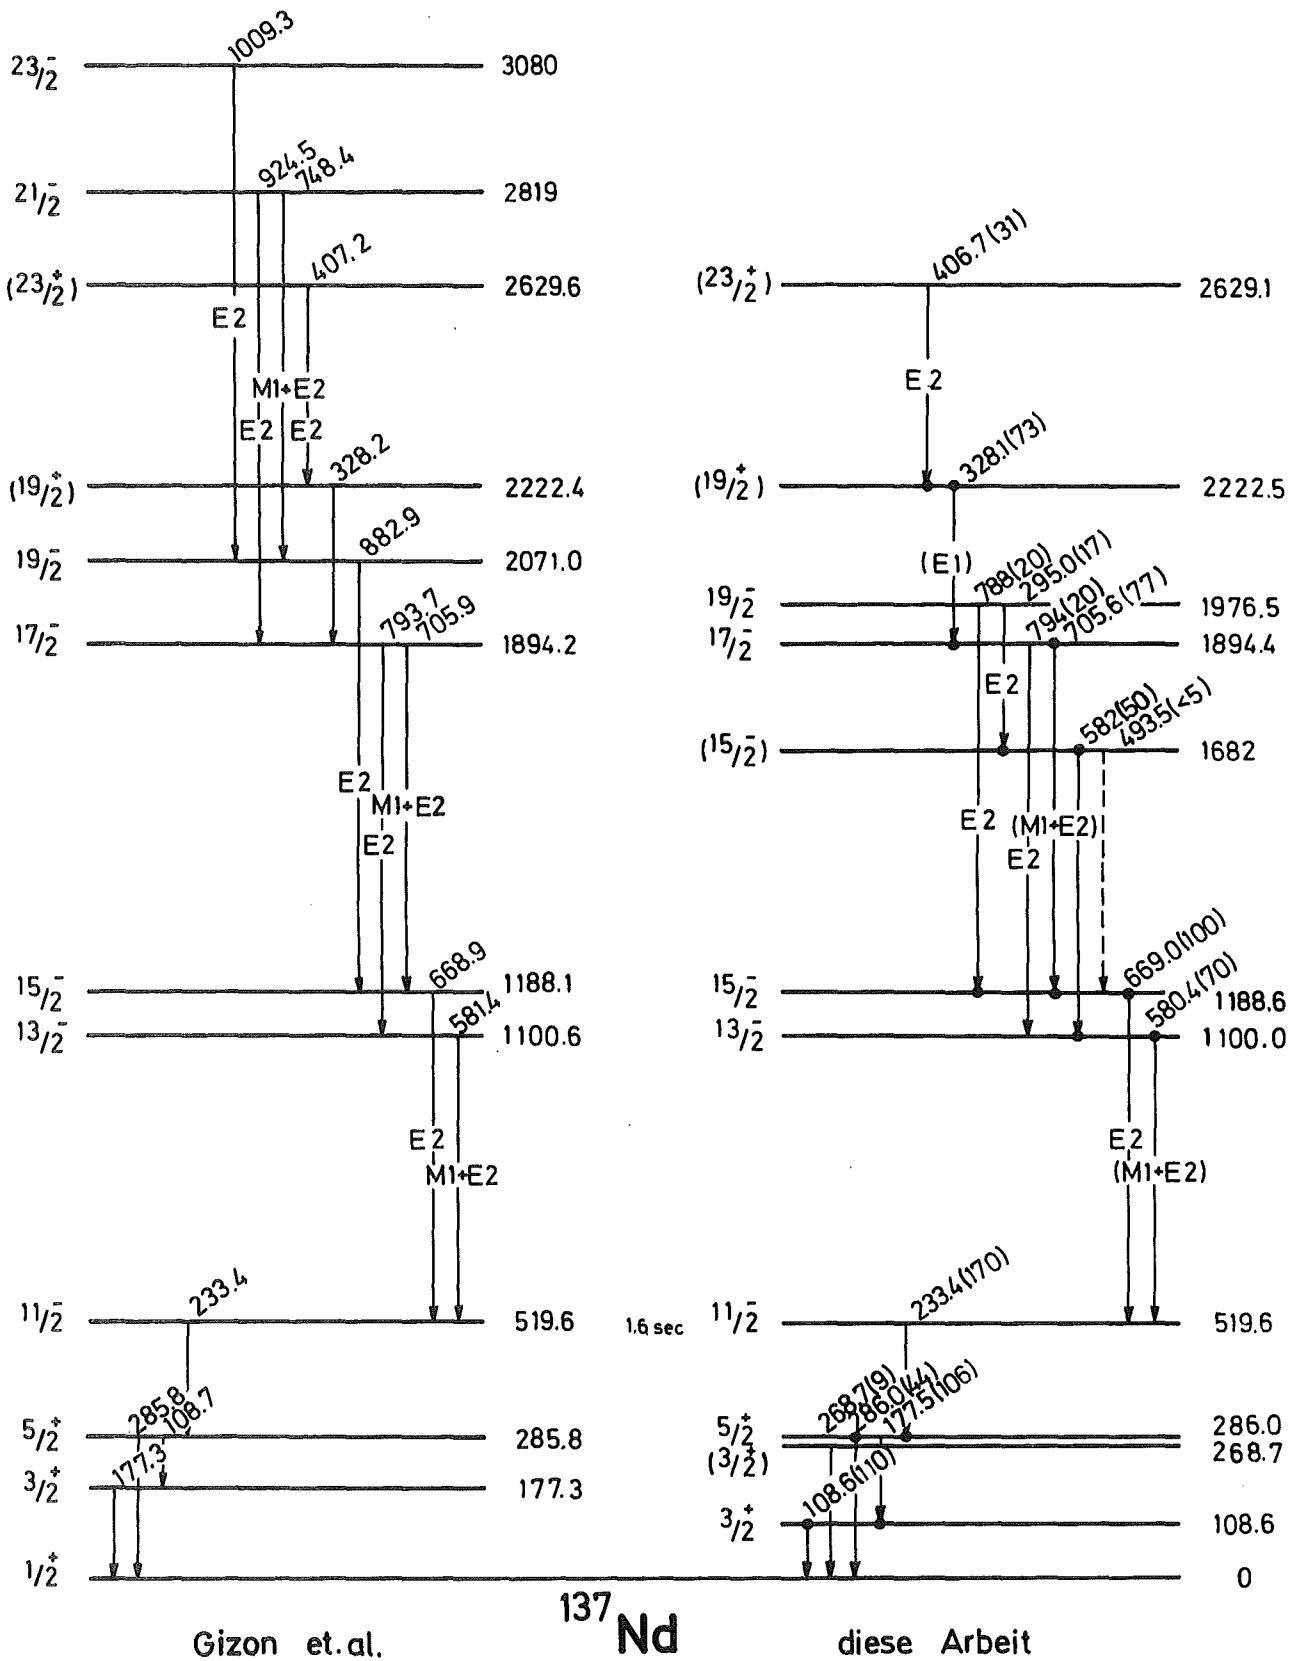 1009.3
23/2⁻ 3080
924.5
748.4
21/2⁻ 2819
407.2
(23/2⁺) 2629.6
E2
M1+E2
E2 E2
328.2
(19/2⁺) 2222.4
882.9
19/2⁻ 2071.0
793.7
705.9
17/2⁻ 1894.2
E2
M1+E2
E2
668.9
15/2⁻ 1188.1
581.4
13/2⁻ 1100.6
E2
M1+E2
233.4
11/2⁻ 519.6
285.8
108.7
5/2⁺ 285.8
177.3
3/2⁺ 177.3
1/2⁺
406.7(31)
(23/2⁺) 2629.1
E2
328.1(73)
(19/2⁺) 2222.5
(E1)
788(20)
295.0(17)
19/2⁻ 1976.5
794(20)
705.6(77)
17/2⁻ 1894.4
E2
582(50)
493.5(<5)
(15/2⁻) 1682
E2
(M1+E2)
E2
669.0(100)
15/2⁻ 1188.6
580.4(70)
13/2⁻ 1100.0
E2
(M1+E2)
233.4(170)
1.6 sec 11/2⁻ 519.6
268.7(9)
286.0(44)
177.5(106)
5/2⁺ 286.0
(3/2⁺) 268.7
108.6(110)
3/2⁺ 108.6
0
¹³⁷Nd
Gizon et.al.
diese Arbeit